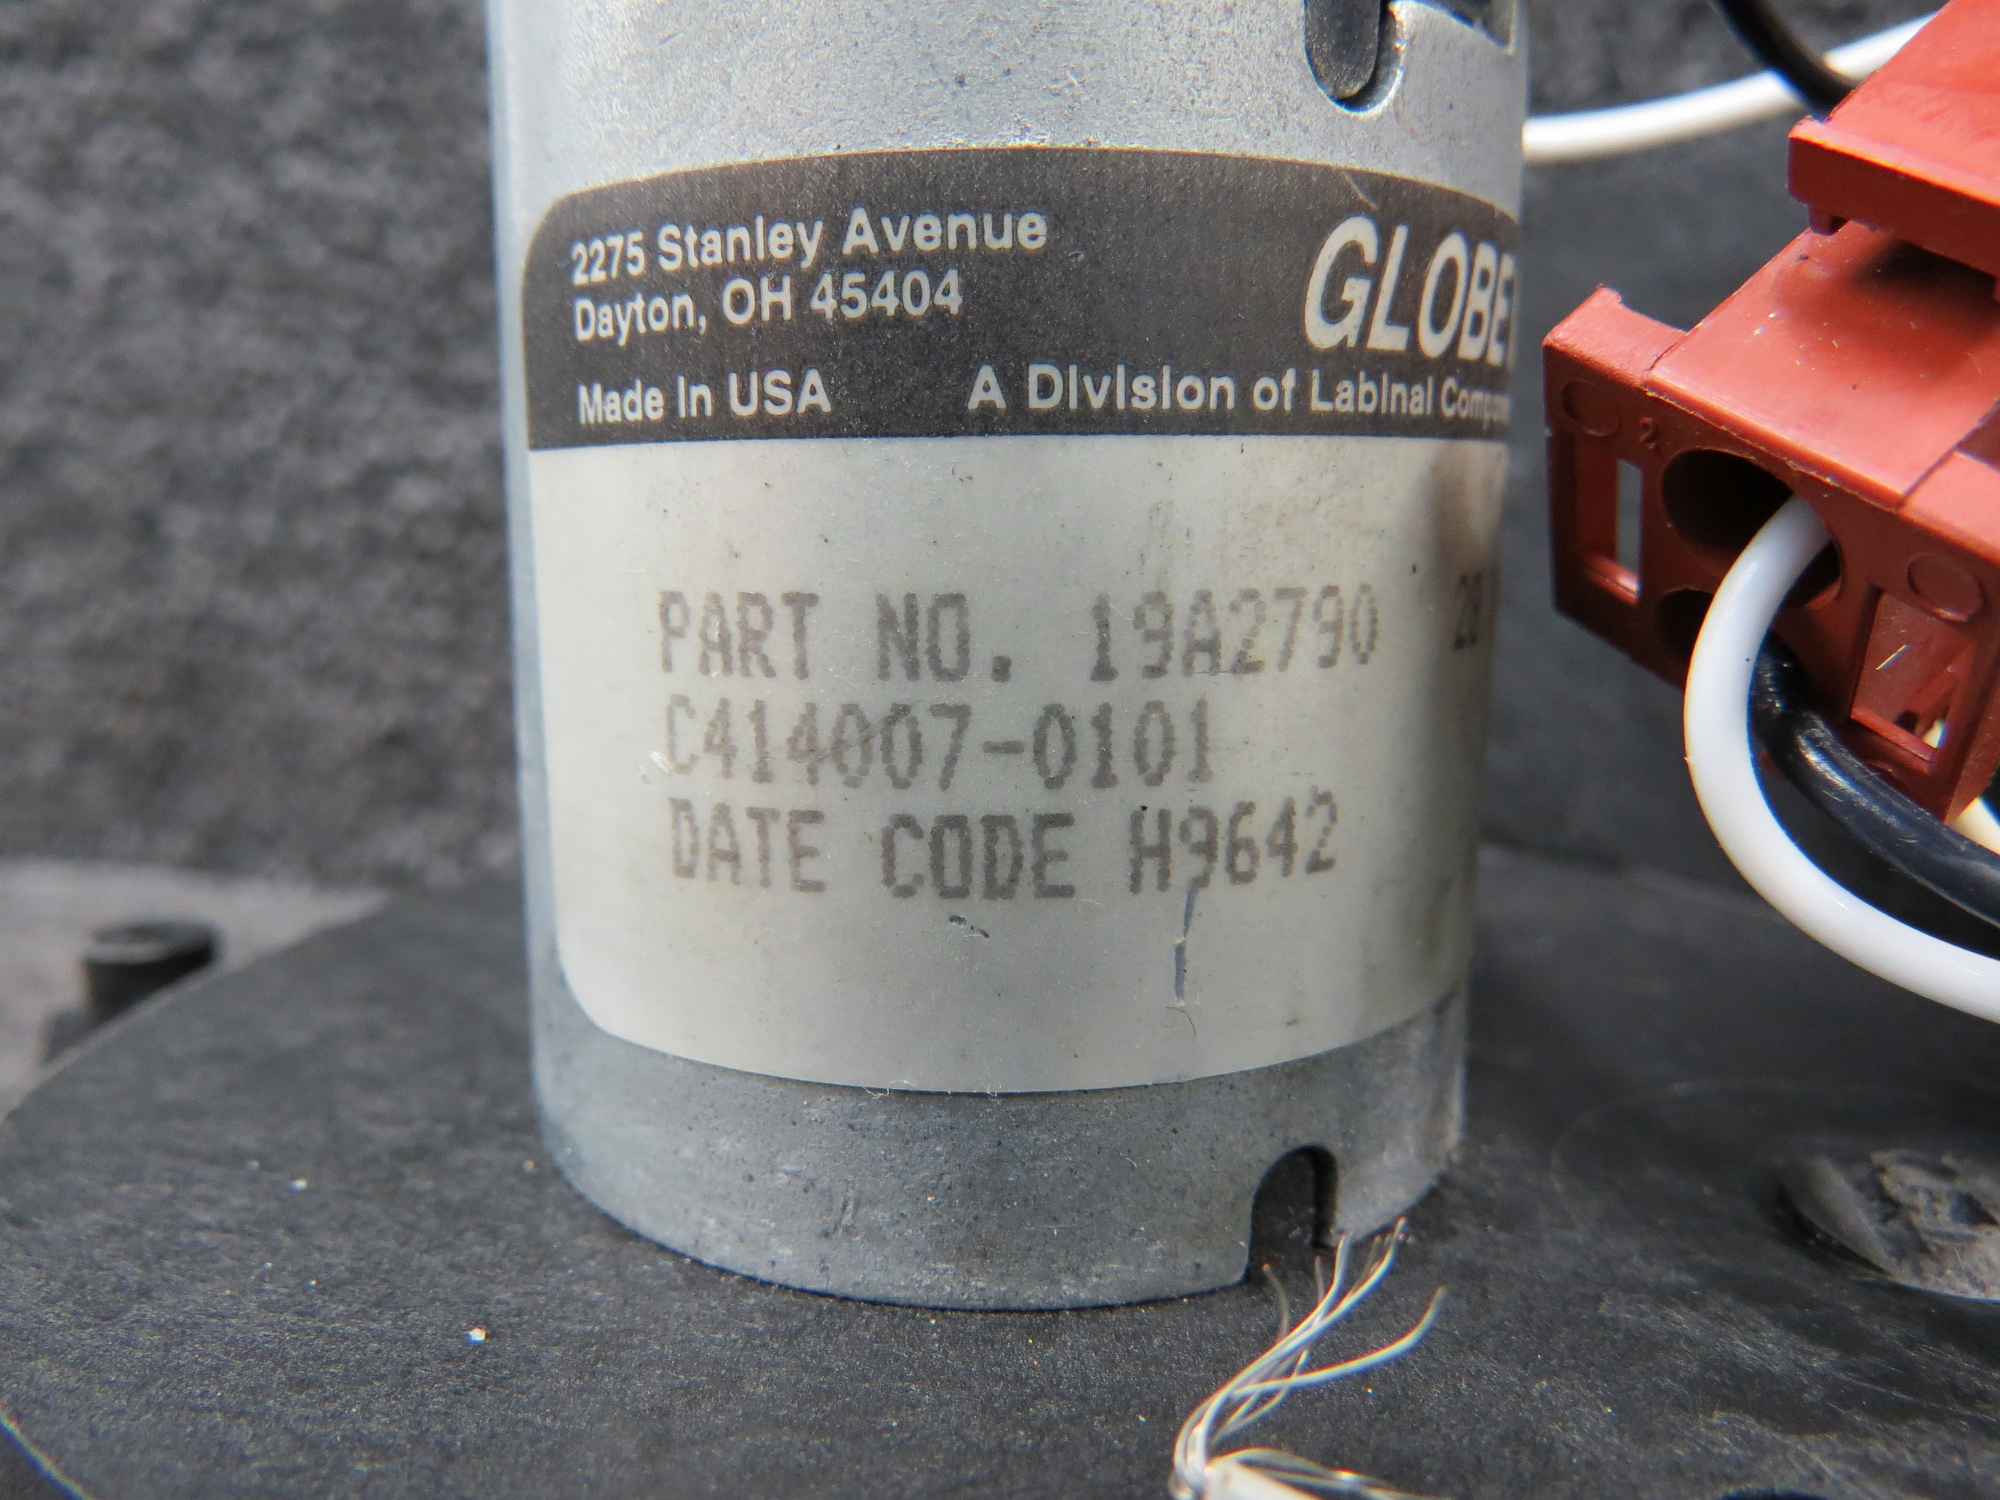 2275 Stanley Avenue
Dayton, OH 45404
GLOBE
Made in USA
A Division of Labinal
PART NO. 19A2790
C414007-0101
DATE CODE H9642
2